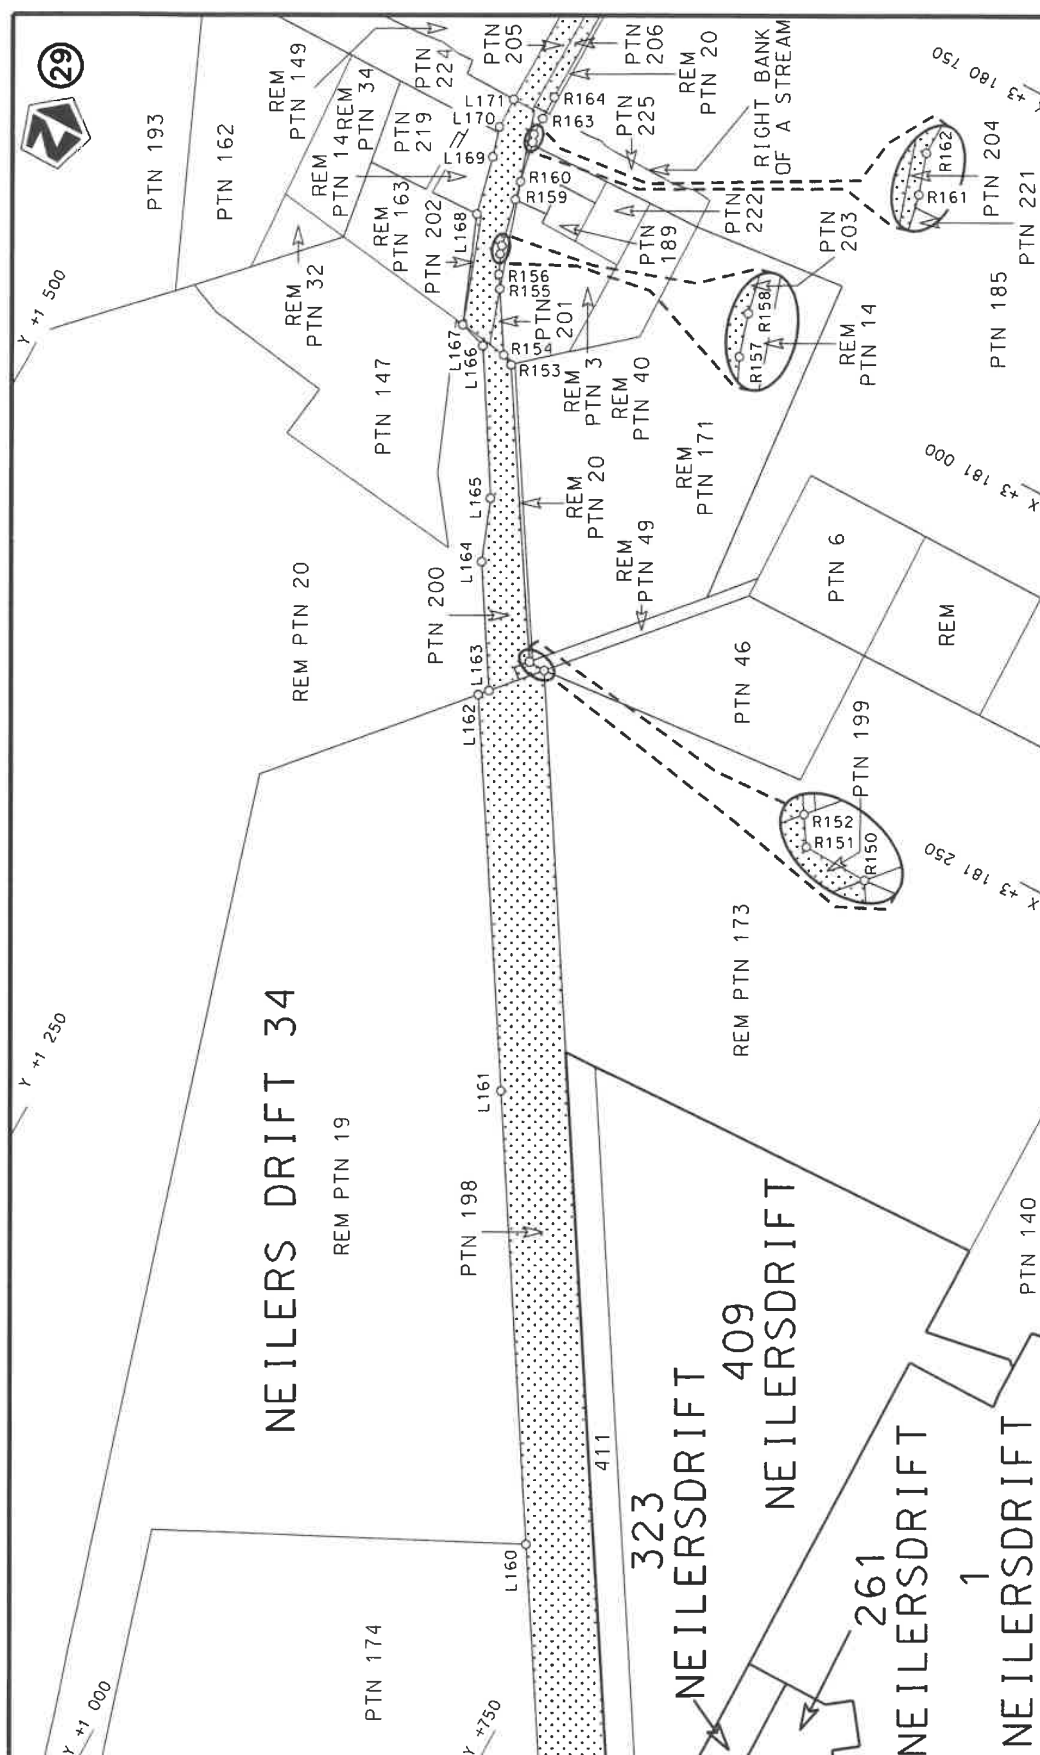 29
PTN 193
PTN 162
REM
PTN 149
PTN
224
PTN
205
PTN
206
REM
PTN 20
RIGHT BANK
OF A STREAM
X +3 180 750
REM
PTN 34
PTN
219
REM
PTN 14
REM
PTN 163
PTN 202
L171
L170
L169
L168
L167
L166
R164
R163
R160
R159
R156
R155
R154
R153
PTN
225
PTN
222
PTN
189
PTN
201
PTN
203
R162
R161
PTN 204
PTN 221
PTN 185
R158
R157
REM
PTN 14
REM
PTN 32
Y +1 500
PTN 147
REM
PTN 3
REM
PTN 40
REM
PTN 171
X +3 181 000
L165
L164
REM
PTN 20
REM
PTN 49
PTN 6
REM
REM PTN 20
PTN 200
L163
L162
PTN 46
PTN 199
R152
R151
R150
X +3 181 250
REM PTN 173
Y +1 250
NEILERS DRIFT 34
REM PTN 19
L161
PTN 198
PTN 140
409
NEILERSDRIFT
323
NEILERSDRIFT
411
L160
PTN 174
261
NEILERSDRIFT
1
NEILERSDRIFT
Y +1 000
+750